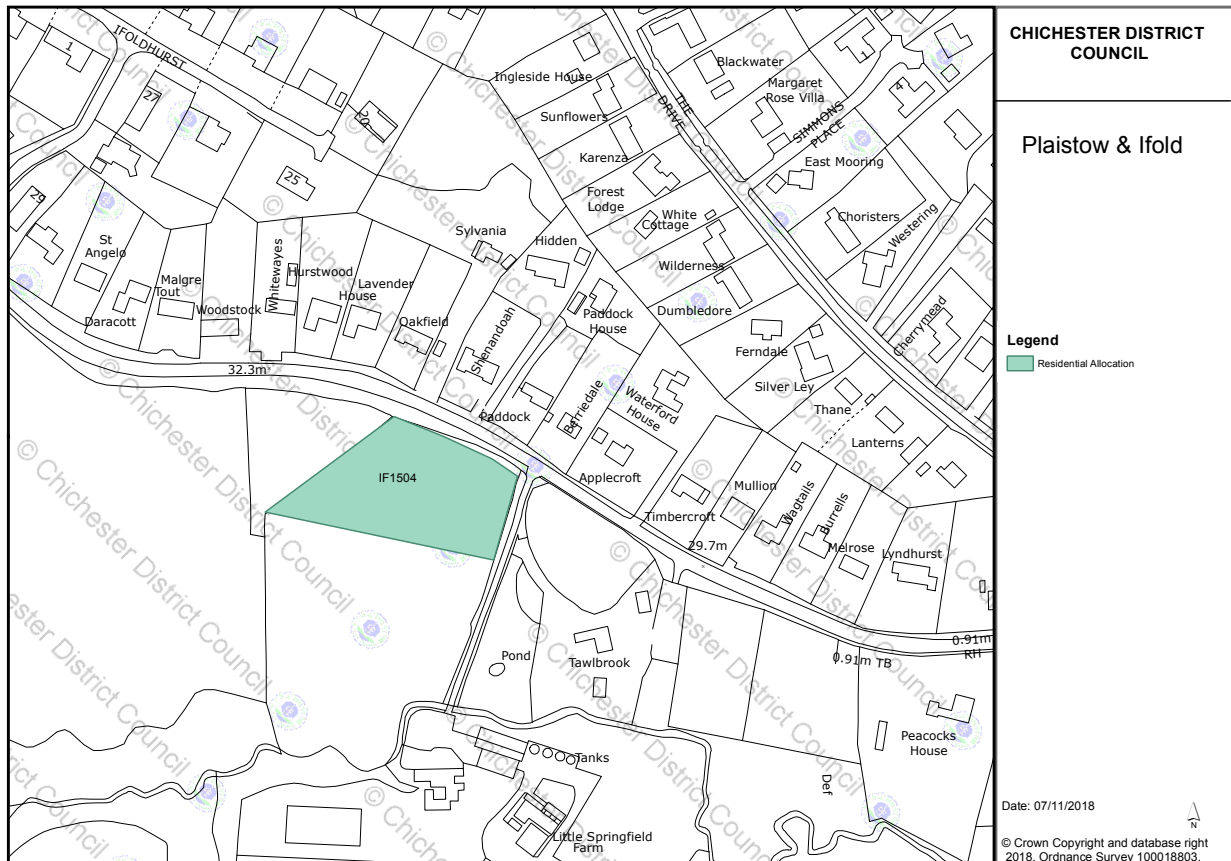 CHICHESTER DISTRICT
COUNCIL
Plaistow & Ifold
Legend
Residential Allocation
Date: 07/11/2018
N
© Crown Copyright and database right
2018. Ordnance Survey 100018803.
IFOLDHURST
1
27
20
25
29
Ingleside House
Sunflowers
Karenza
Forest
Lodge
White
Cottage
Wilderness
Dumbledore
THE
DRIVE
Blackwater
Margaret
Rose Villa
1
4
SIMMONS
PLACE
East Mooring
Choristers
Westering
Cherrymead
Ferndale
Silver Ley
Thane
Lanterns
St
Angelo
Daracott
Malgre
Tout
Woodstock
Whitewayes
Hurstwood
Lavender
House
Oakfield
Sylvania
Hidden
Shenandoah
Paddock
House
Paddock
Berriedale
Waterford
House
Applecroft
Timbercroft
Mullion
Wagtails
Burrells
Melrose
Lyndhurst
32.3m
29.7m
0.91m
RH
0.91m TB
IF1504
Pond
Tawlbrook
Peacocks
House
Tanks
Little Springfield
Farm
Def
© Chichester District Council